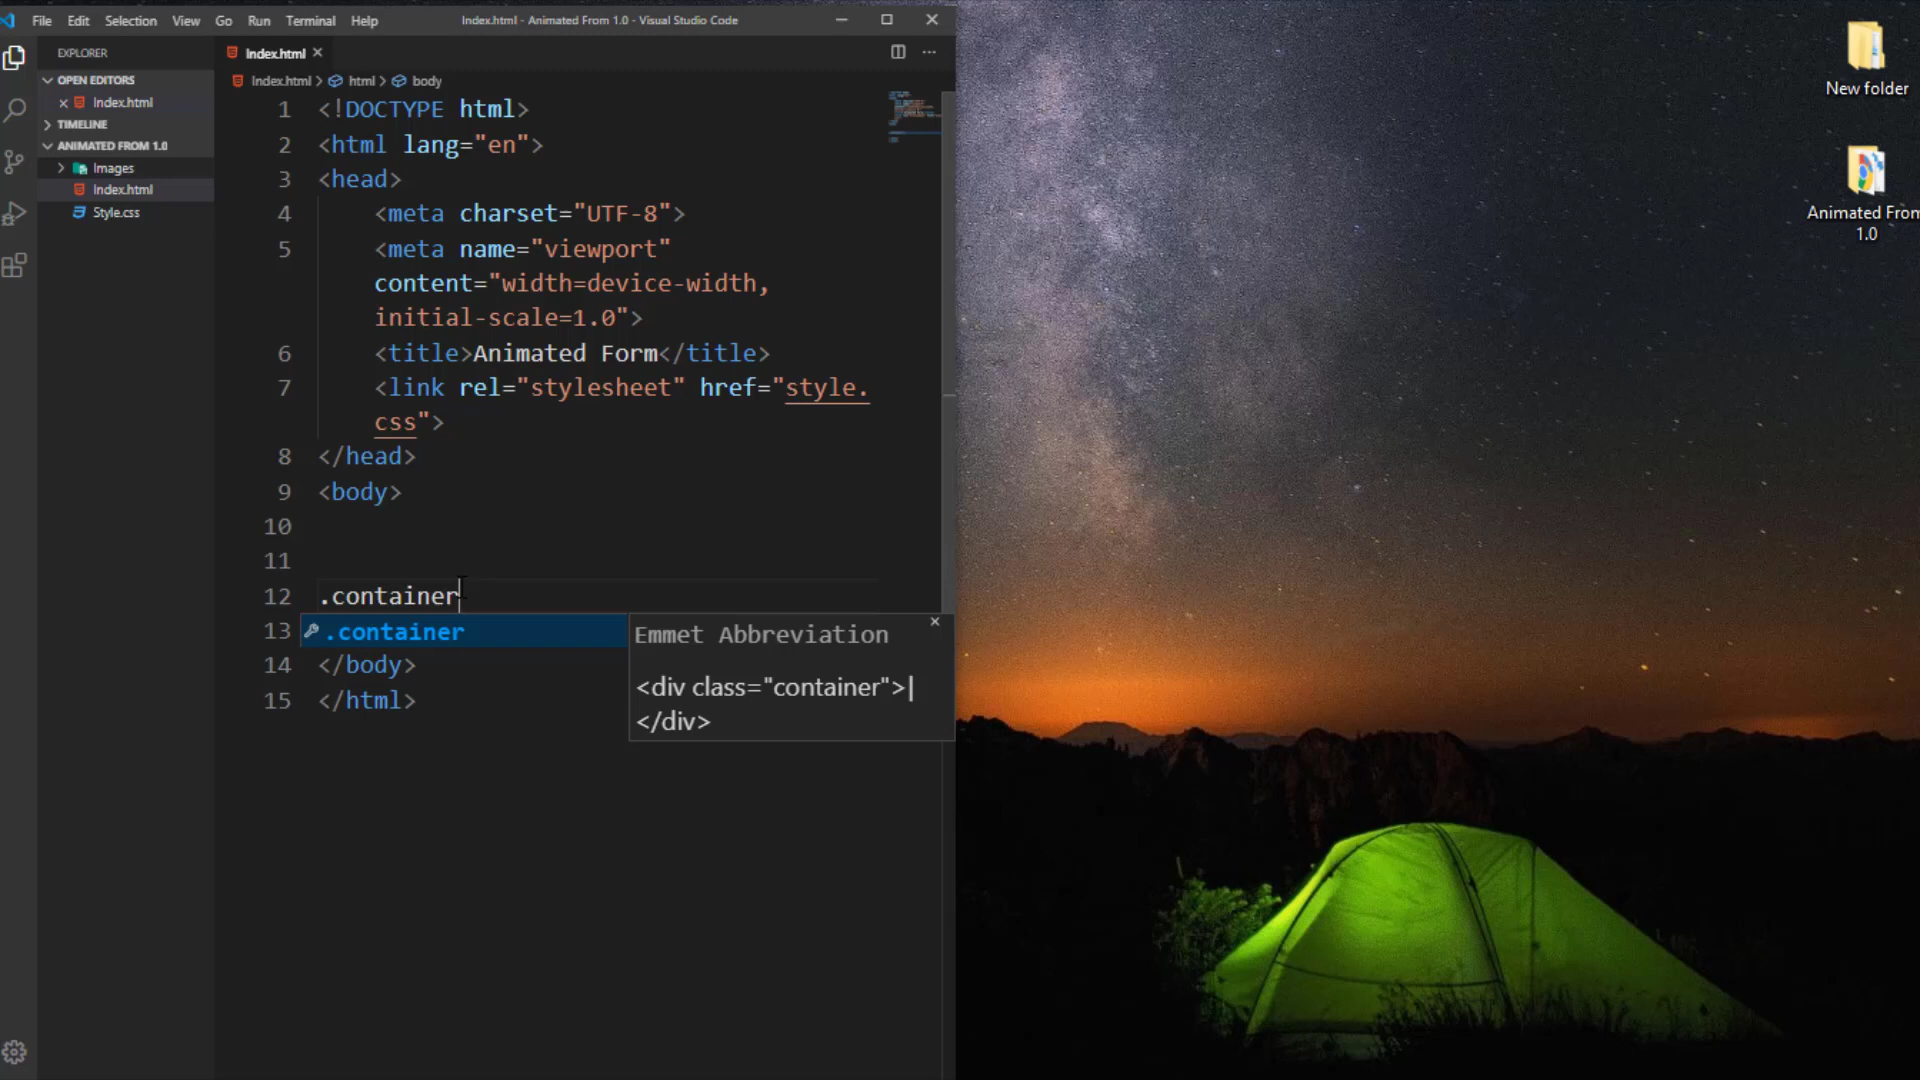 File Edit Selection View Go Run Terminal Help
Index.html - Animated From 1.0 - Visual Studio Code
EXPLORER
OPEN EDITORS
Index.html
TIMELINE
ANIMATED FROM 1.0
Images
Index.html
Style.css
Index.html
Index.html > html > body
1 <!DOCTYPE html>
2 <html lang="en">
3 <head>
4 <meta charset="UTF-8">
5 <meta name="viewport"
content="width=device-width,
initial-scale=1.0">
6 <title>Animated Form</title>
7 <link rel="stylesheet" href="style.
css">
8 </head>
9 <body>
10
11
12 .container
13 .container
14 </body>
15 </html>
Emmet Abbreviation
<div class="container">|
</div>
New folder
Animated From
1.0